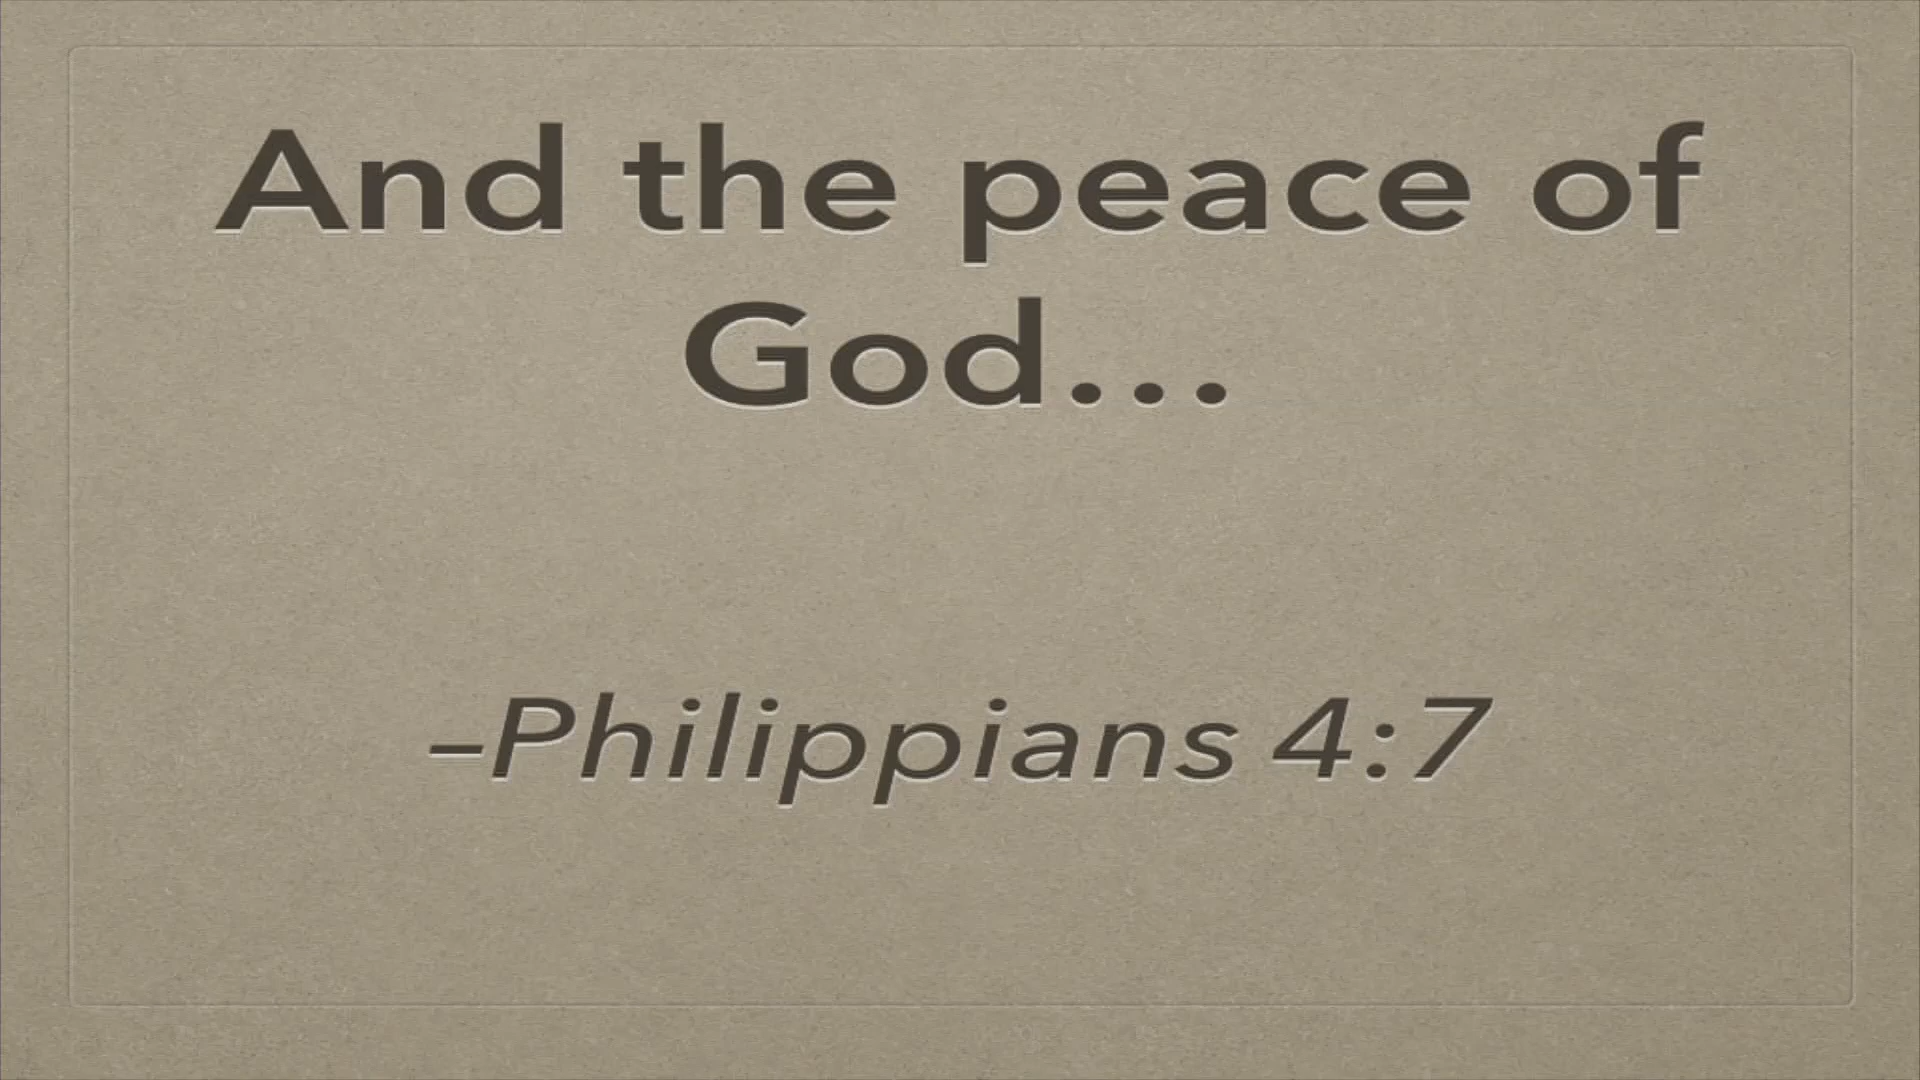 And the peace of
God...
–Philippians 4:7